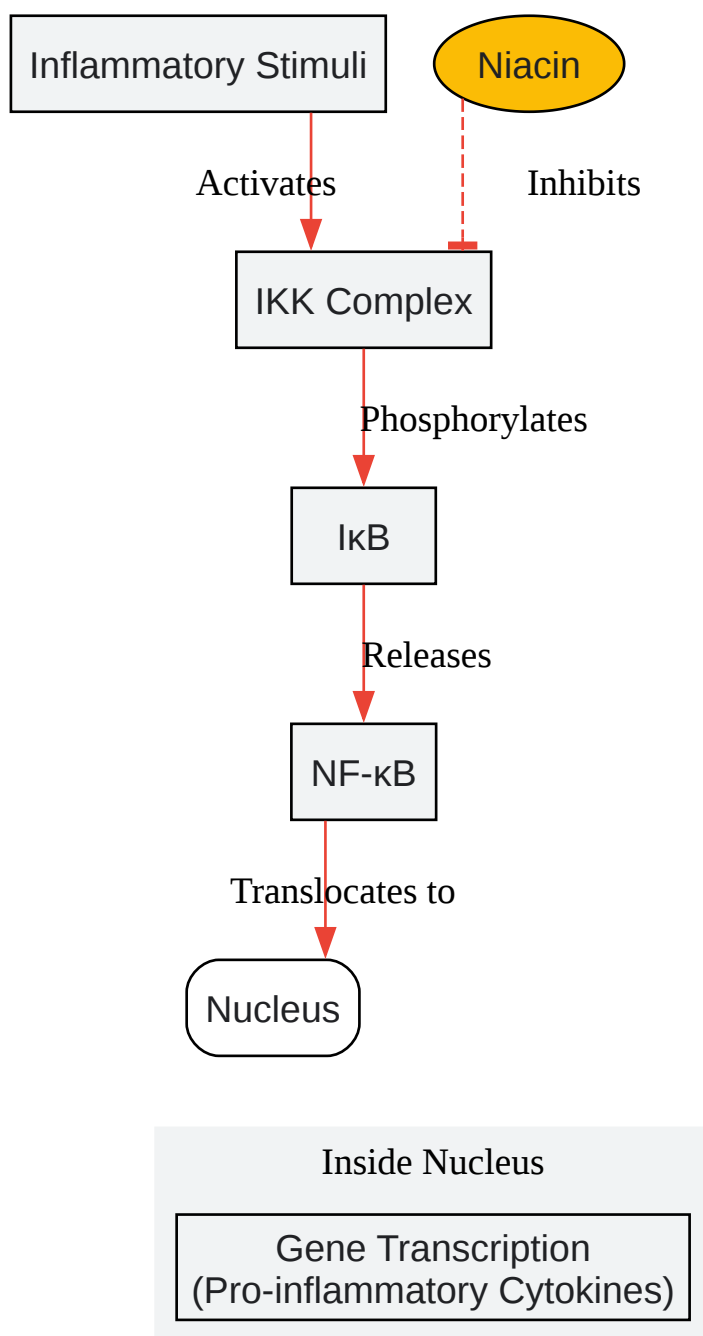 Inflammatory Stimuli
Niacin
Activates
Inhibits
IKK Complex
Phosphorylates
IκB
Releases
NF-κB
Translocates to
Nucleus
Inside Nucleus
Gene Transcription
(Pro-inflammatory Cytokines)